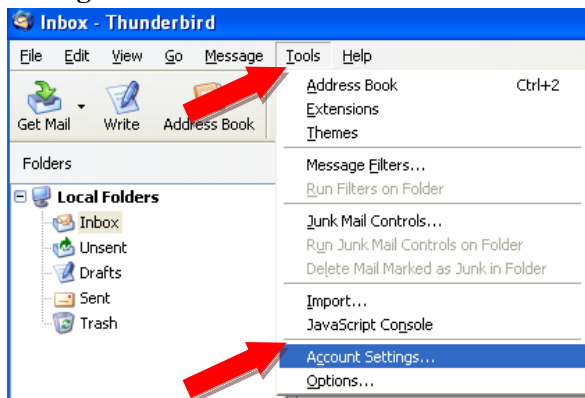 Inbox - Thunderbird
File Edit View Go Message Tools Help
Get Mail Write Address Book
Folders
Local Folders
Inbox
Unsent
Drafts
Sent
Trash
Address Book Ctrl+2
Extensions
Themes
Message Filters...
Run Filters on Folder
Junk Mail Controls...
Run Junk Mail Controls on Folder
Delete Mail Marked as Junk in Folder
Import...
JavaScript Console
Account Settings...
Options...